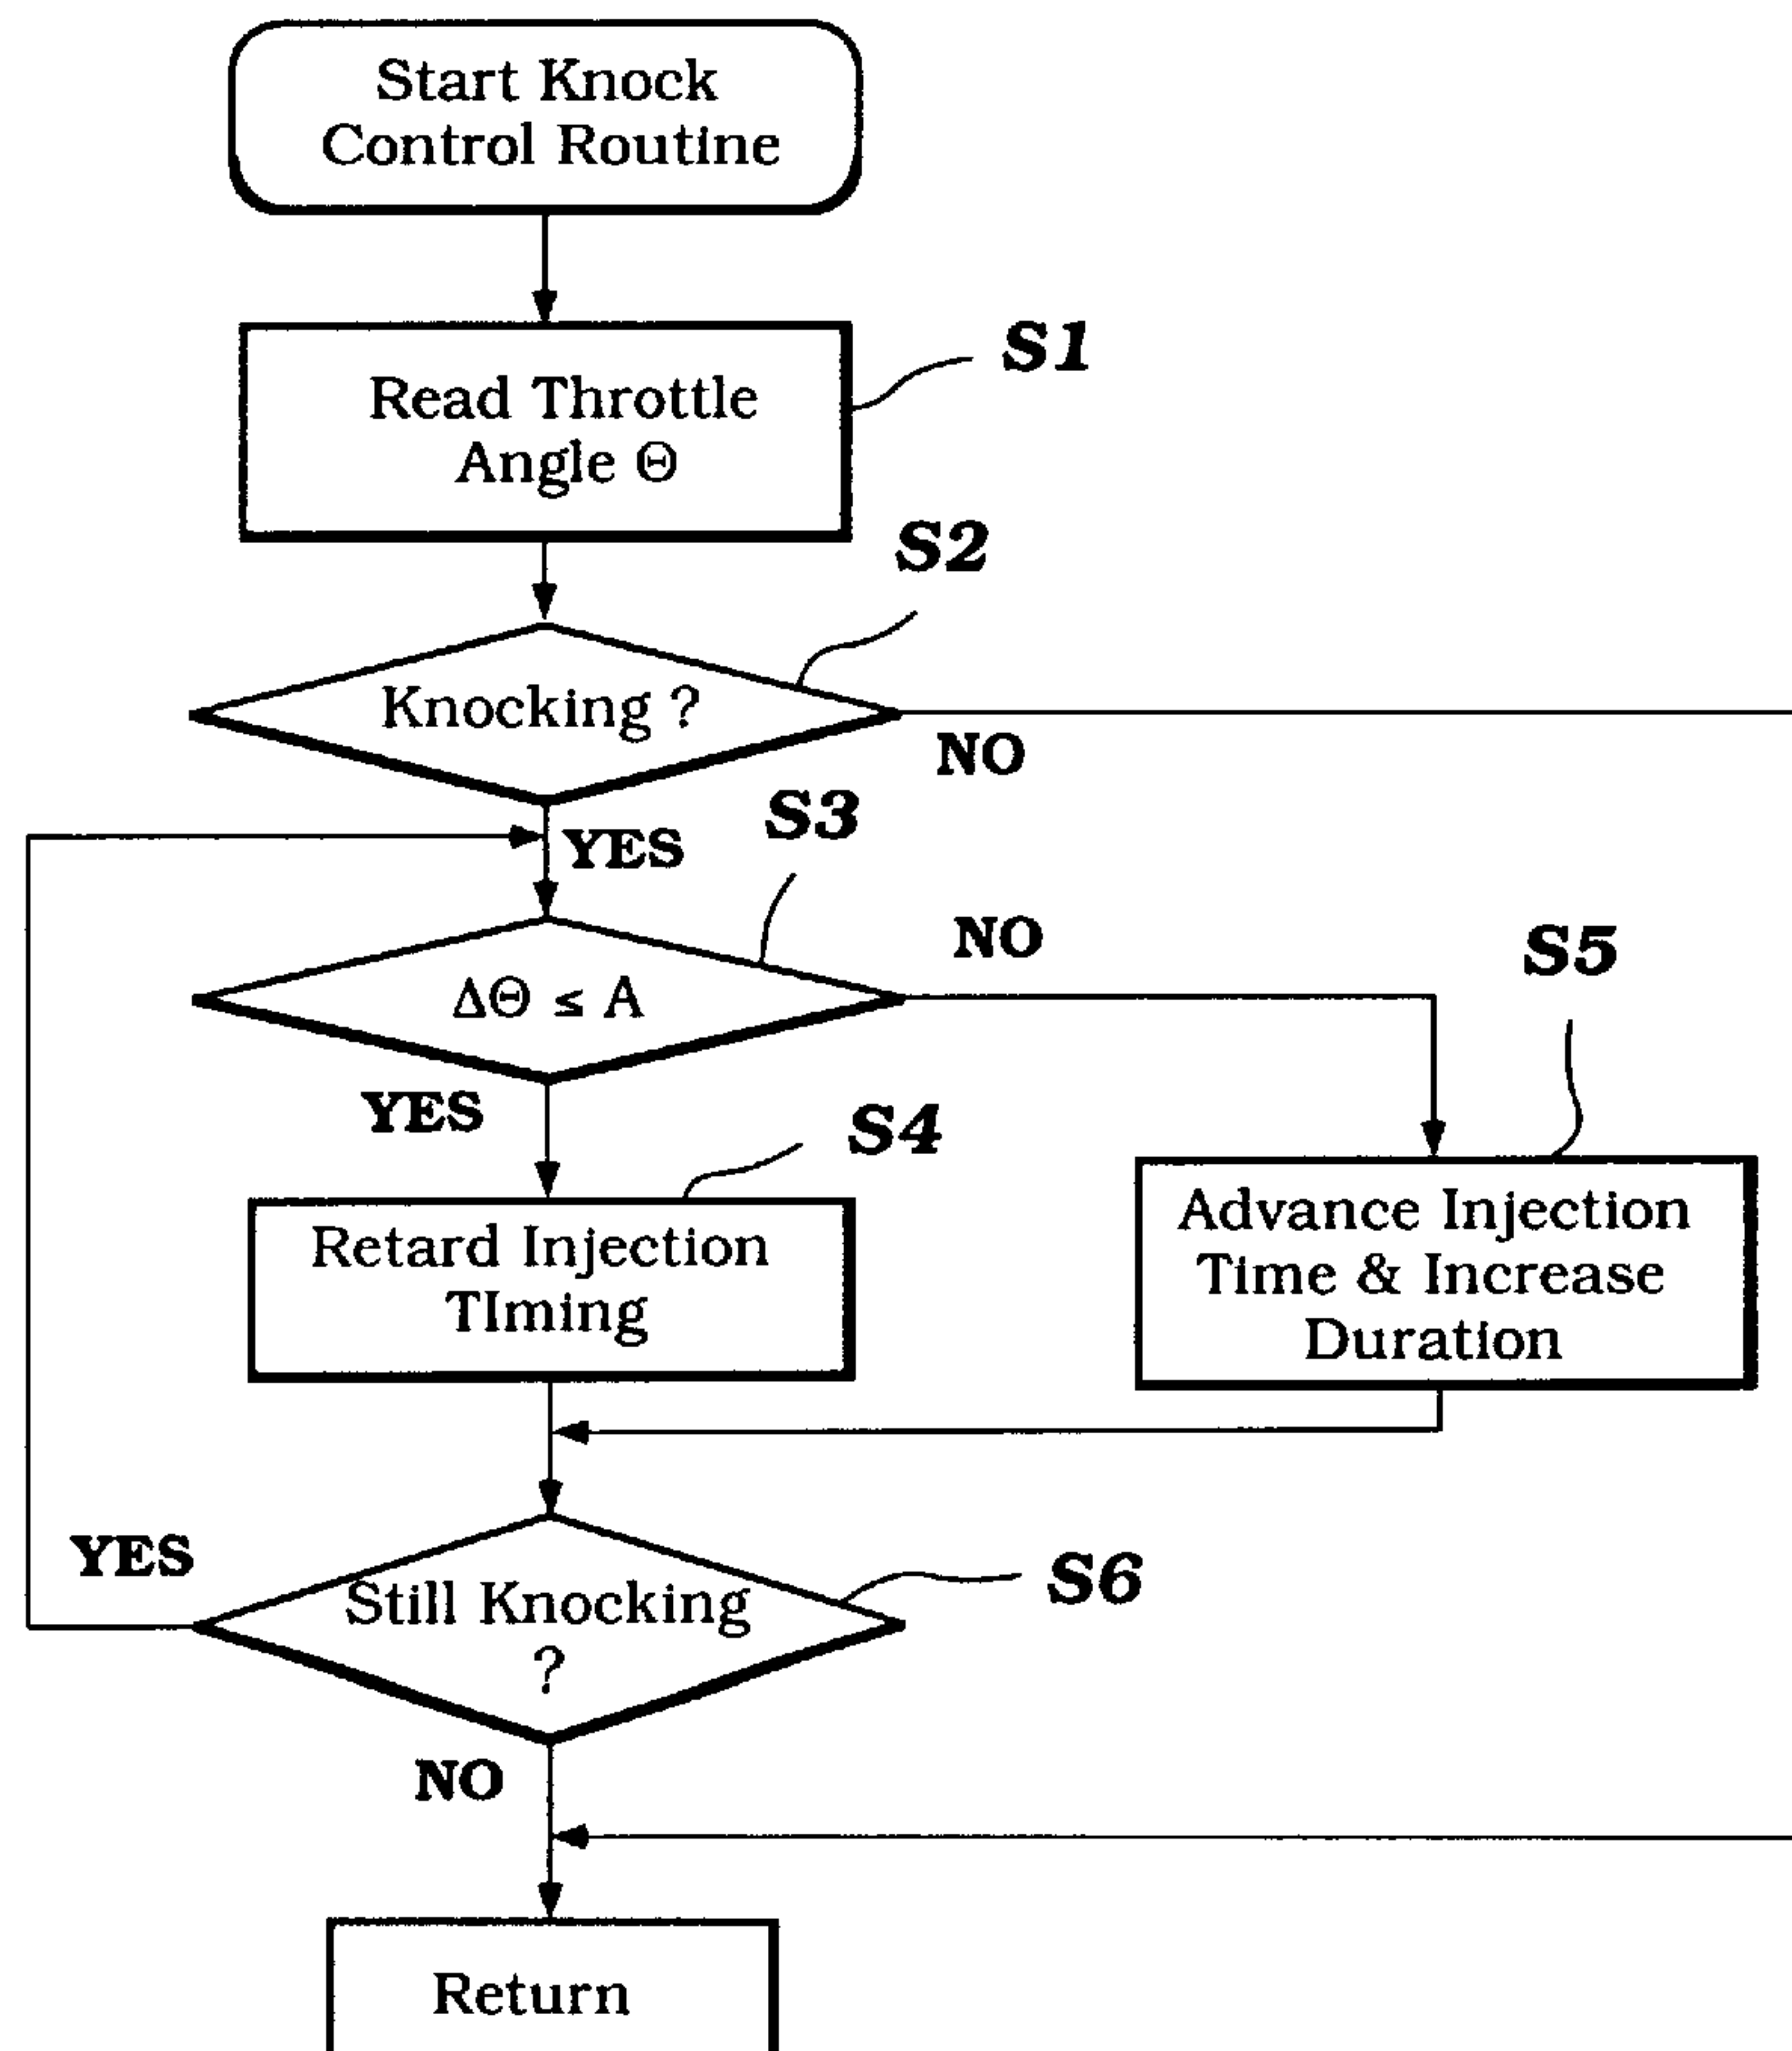 Start Knock
Control Routine
S1
Read Throttle
Angle Θ
S2
Knocking ?
NO
S3
YES
NO
S5
ΔΘ ≤ A
YES
S4
Advance Injection
Time & Increase
Duration
Retard Injection
TIming
YES
S6
Still Knocking
?
NO
Return